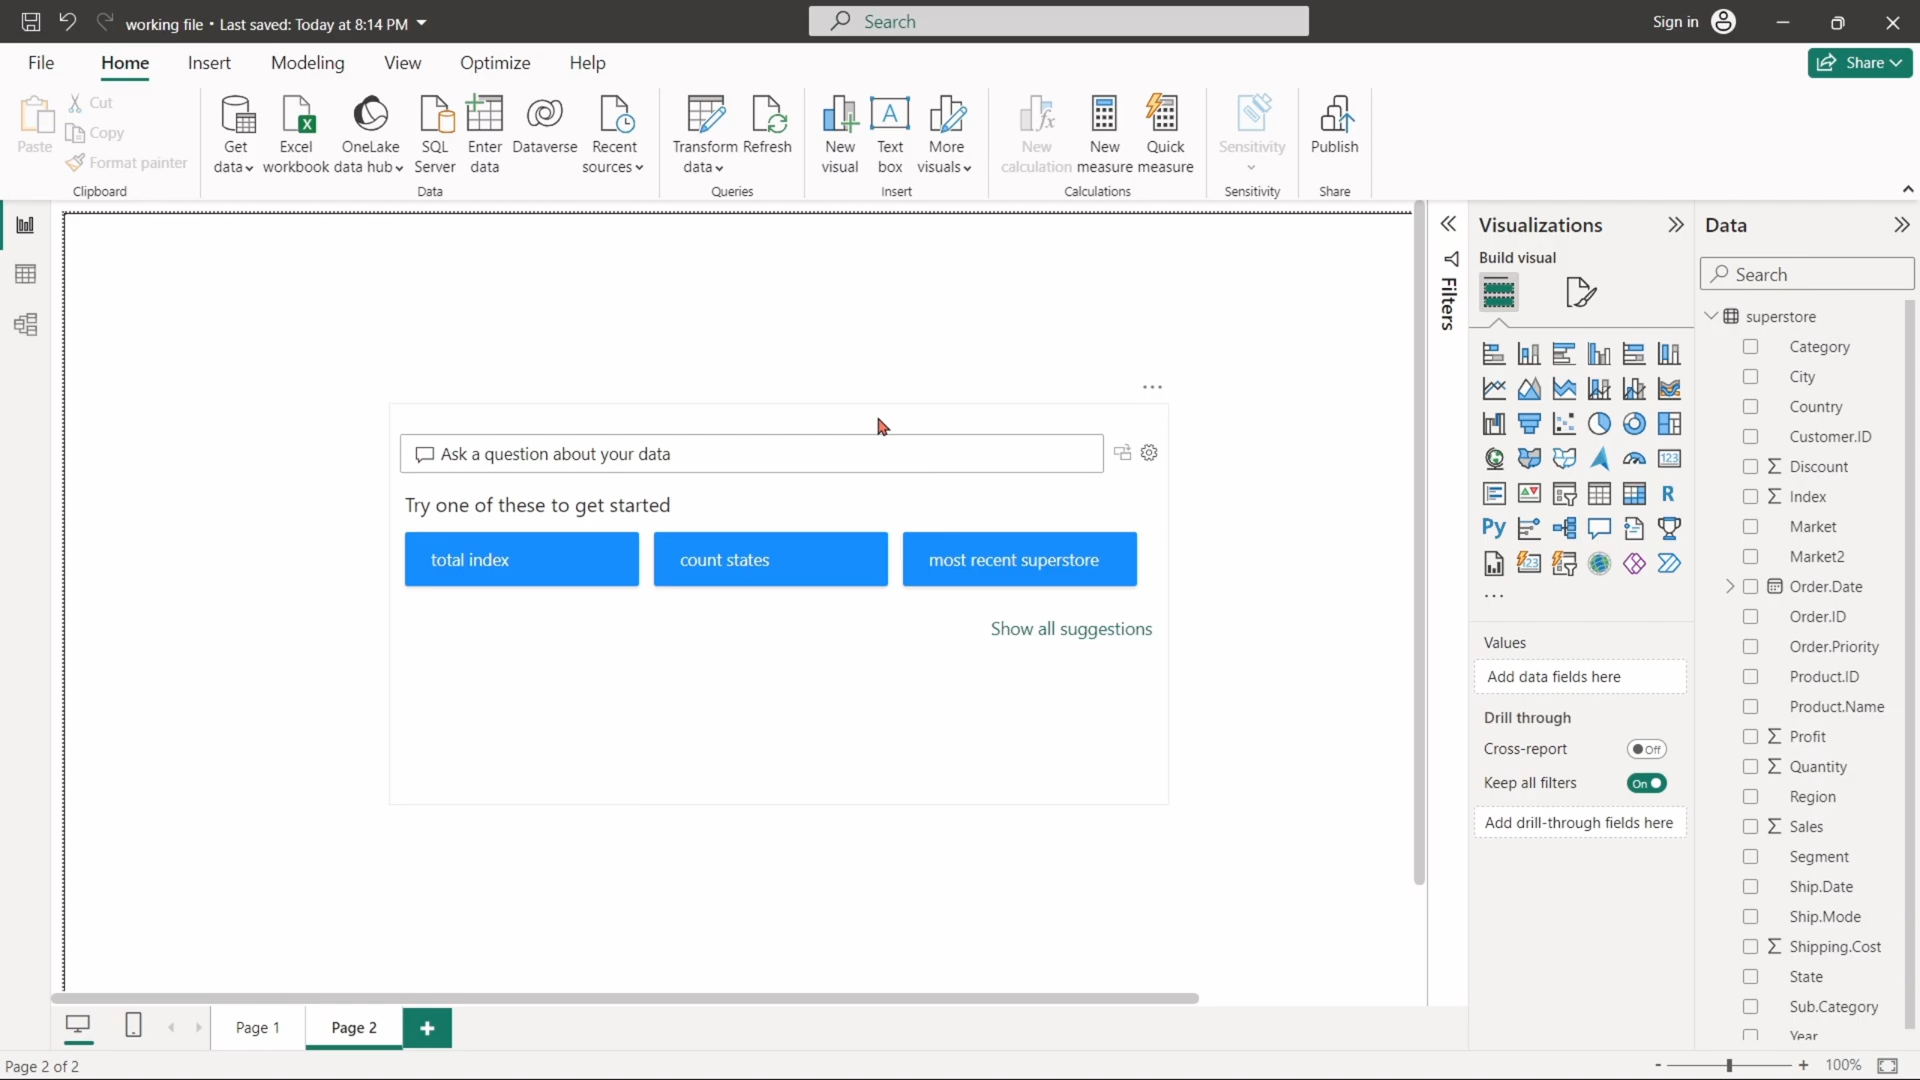 working file • Last saved: Today at 8:14 PM
Search
Sign in
File
Home
Insert
Modeling
View
Optimize
Help
Share
Paste
Cut
Copy
Format painter
Clipboard
Get data
Excel workbook
OneLake data hub
SQL Server
Enter data
Dataverse
Recent sources
Data
Transform data
Refresh
Queries
New visual
Text box
More visuals
Insert
New calculation
New measure
Quick measure
Calculations
Sensitivity
Sensitivity
Publish
Share
Ask a question about your data
Try one of these to get started
total index
count states
most recent superstore
Show all suggestions
Filters
Visualizations
Build visual
123
R
Py
123
Values
Add data fields here
Drill through
Cross-report
Off
Keep all filters
On
Add drill-through fields here
Data
Search
superstore
Category
City
Country
Customer.ID
Σ Discount
Σ Index
Market
Market2
Order.Date
Order.ID
Order.Priority
Product.ID
Product.Name
Σ Profit
Σ Quantity
Region
Σ Sales
Segment
Ship.Date
Ship.Mode
Σ Shipping.Cost
State
Sub.Category
Year
Page 1
Page 2
Page 2 of 2
100%